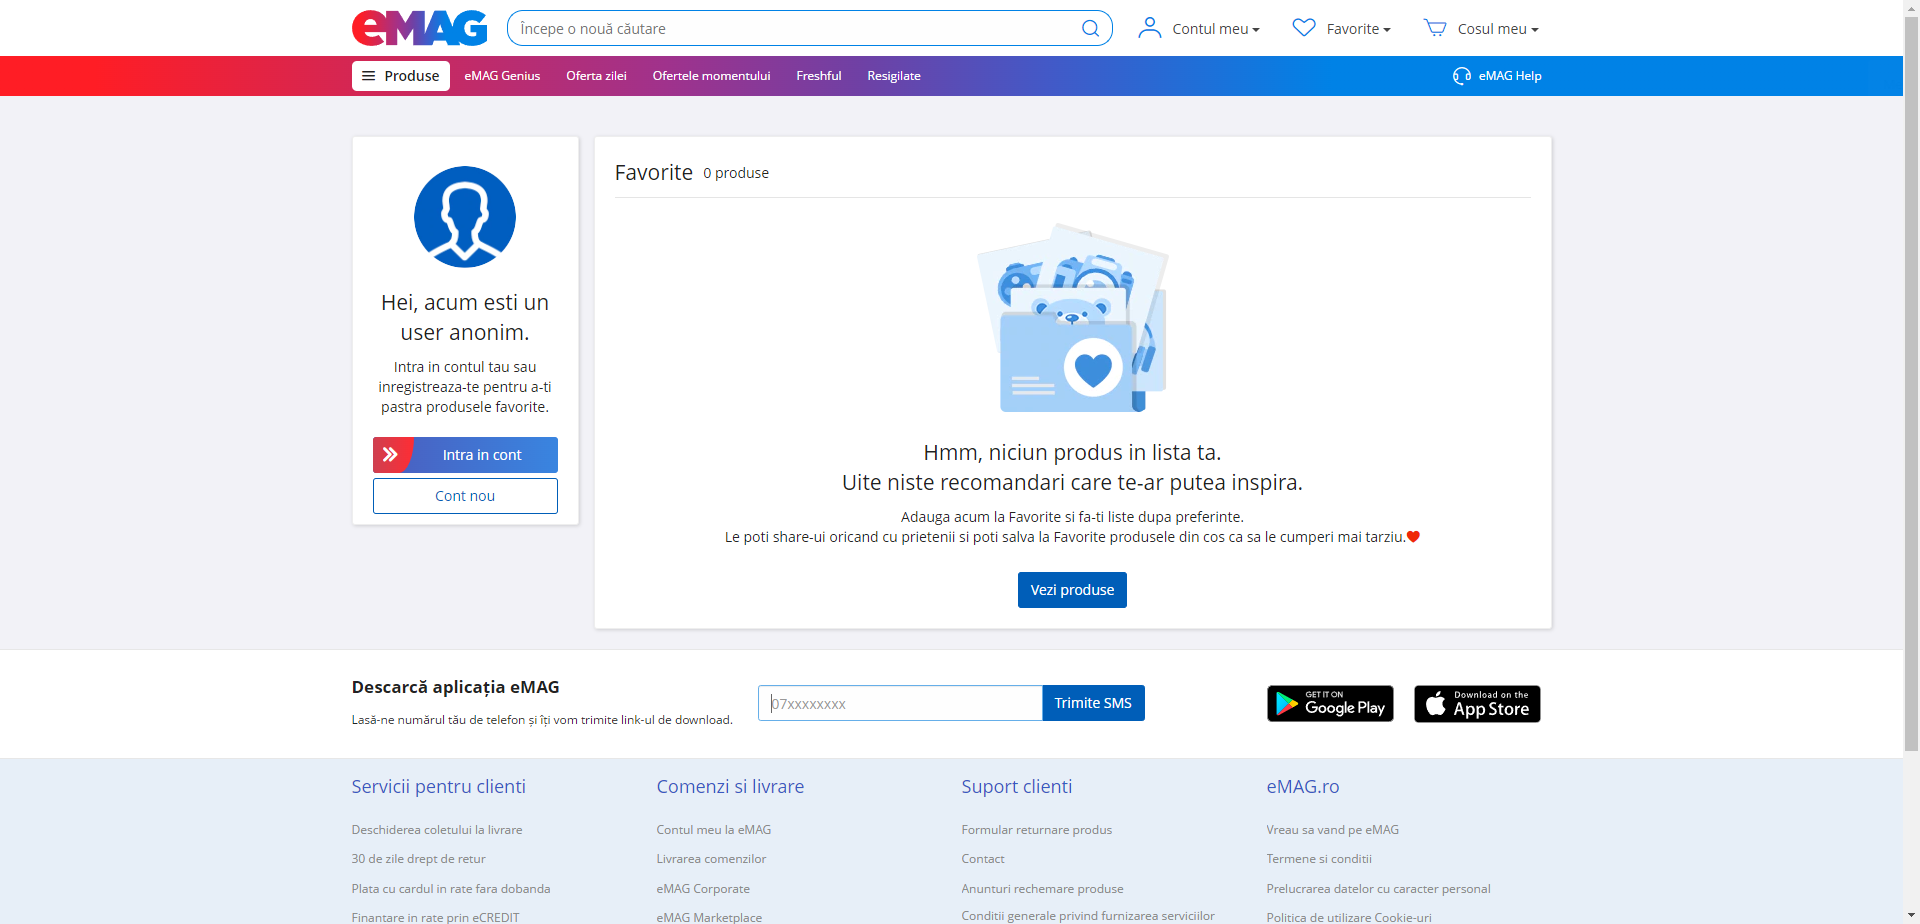 eMAG
Începe o nouă căutare
Contul meu
Favorite
Cosul meu
Produse
eMAG Genius
Oferta zilei
Ofertele momentului
Freshful
Resigilate
eMAG Help
Hei, acum esti un
user anonim.
Intra in contul tau sau
inregistreaza-te pentru a-ti
pastra produsele favorite.
Intra in cont
Cont nou
Favorite 0 produse
Hmm, niciun produs in lista ta.
Uite niste recomandari care te-ar putea inspira.
Adauga acum la Favorite si fa-ti liste dupa preferinte.
Le poti share-ui oricand cu prietenii si poti salva la Favorite produsele din cos ca sa le cumperi mai tarziu.
Vezi produse
Descarcă aplicația eMAG
Lasă-ne numărul tău de telefon și îți vom trimite link-ul de download.
07xxxxxxxx
Trimite SMS
GET IT ON
Google Play
Download on the
App Store
Servicii pentru clienti
Deschiderea coletului la livrare
30 de zile drept de retur
Plata cu cardul in rate fara dobanda
Finantare in rate prin eCREDIT
Comenzi si livrare
Contul meu la eMAG
Livrarea comenzilor
eMAG Corporate
eMAG Marketplace
Suport clienti
Formular returnare produs
Contact
Anunturi rechemare produse
Conditii generale privind furnizarea serviciilor
eMAG.ro
Vreau sa vand pe eMAG
Termene si conditii
Prelucrarea datelor cu caracter personal
Politica de utilizare Cookie-uri